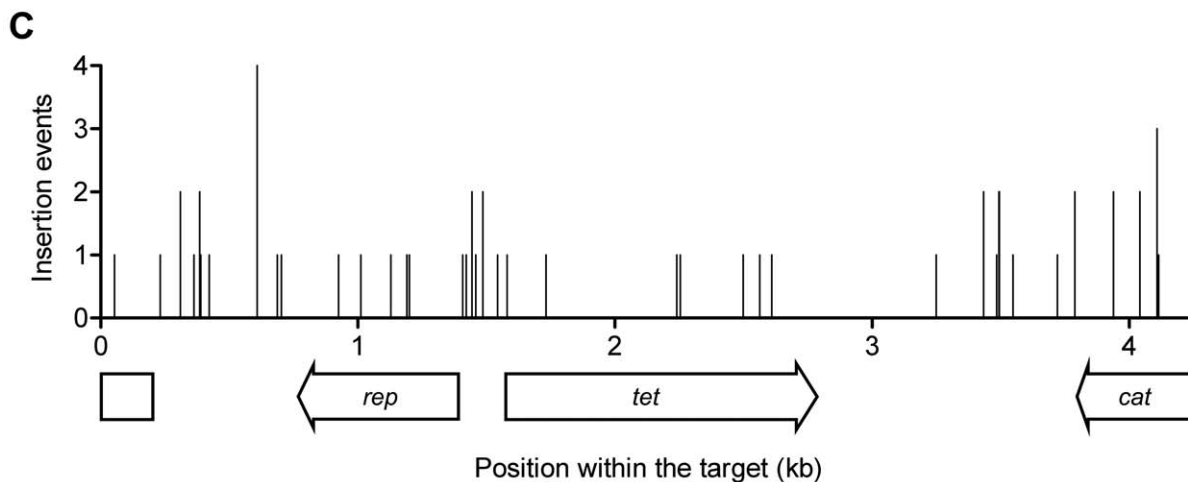 C
Insertion events
4
3
2
1
0
0 1 2 3 4
rep tet cat
Position within the target (kb)